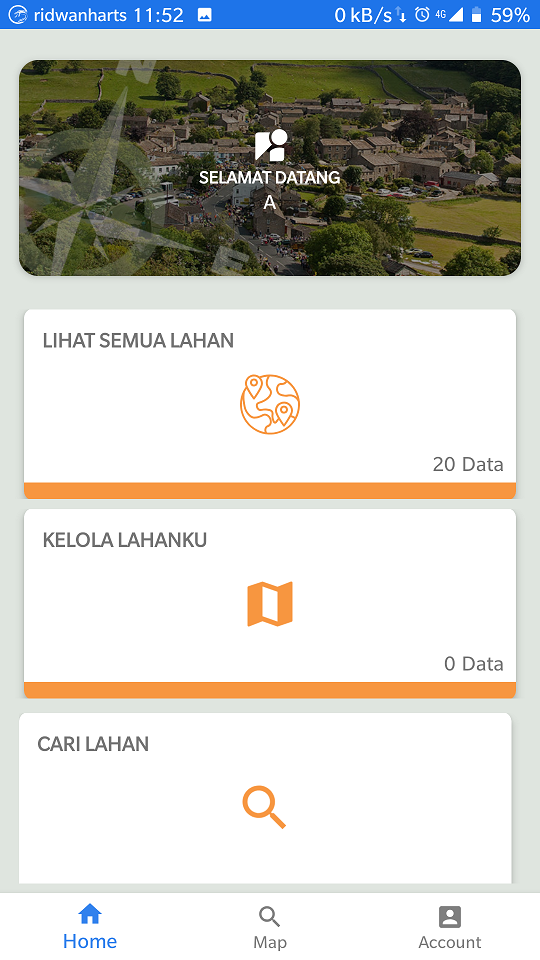 ridwanharts 11:52 0 kB/s 4G 59%
N
E
SELAMAT DATANG
A
LIHAT SEMUA LAHAN
20 Data
KELOLA LAHANKU
0 Data
CARI LAHAN
Home Map Account